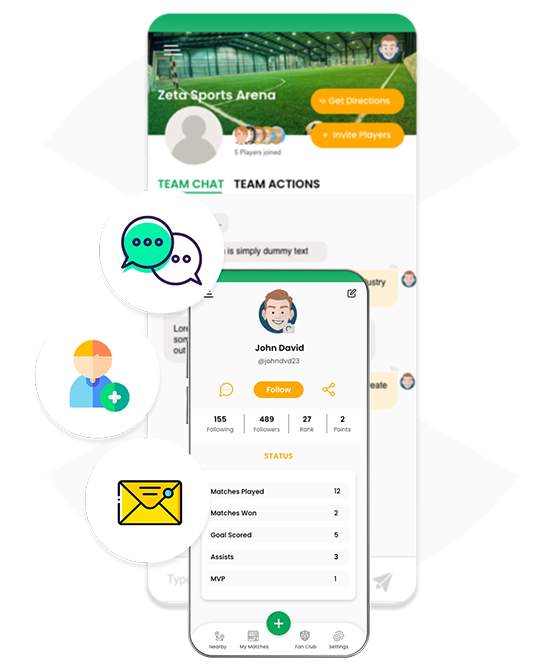 Zeta Sports Arena
Get Directions
+ Invite Players
5 Players joined
TEAM CHAT TEAM ACTIONS
is simply dummy text
ustry
Lore
som
out
eate
John David
@johndvd23
Follow
155 489 27 2
Following Followers Rank Points
STATUS
Matches Played 12
Matches Won 2
Goal Scored 5
Assists 3
MVP 1
Type
+
Nearby My Matches Fan Club Settings